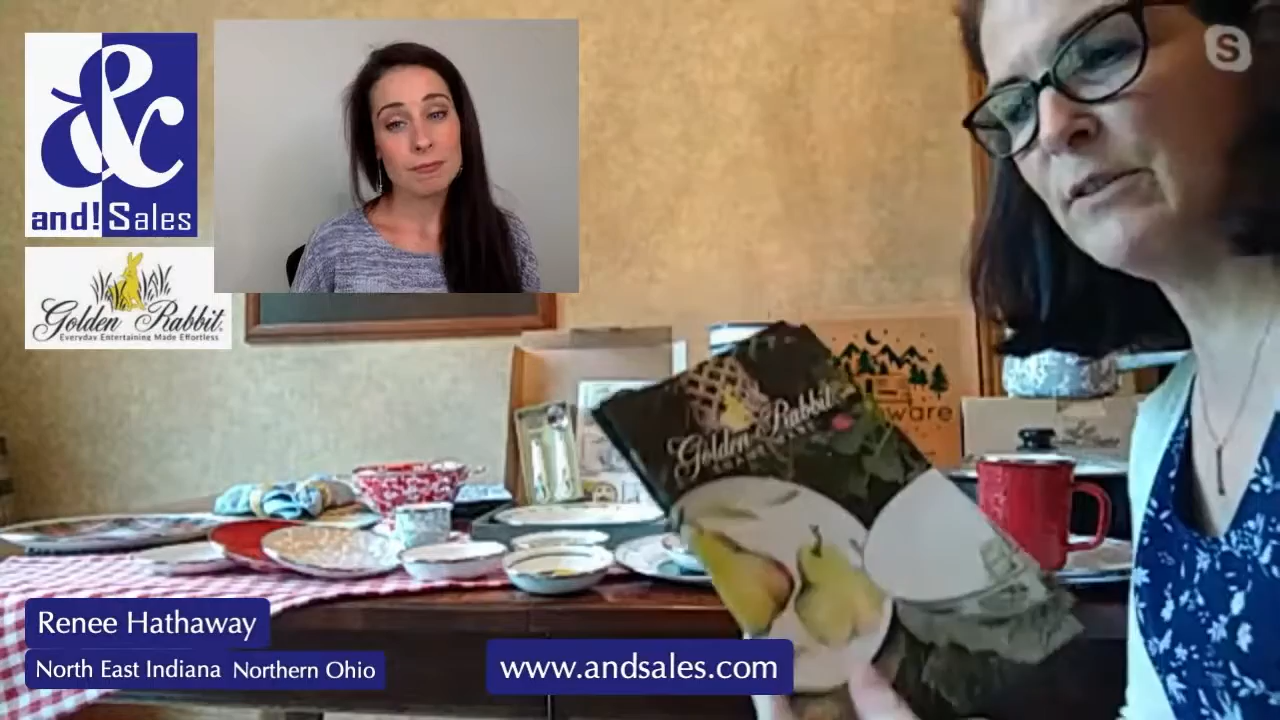 &
and! Sales
Golden Rabbit
Everyday Entertaining Made Effortless
S
Golden Rabbit
ware
Renee Hathaway
North East Indiana Northern Ohio
www.andsales.com